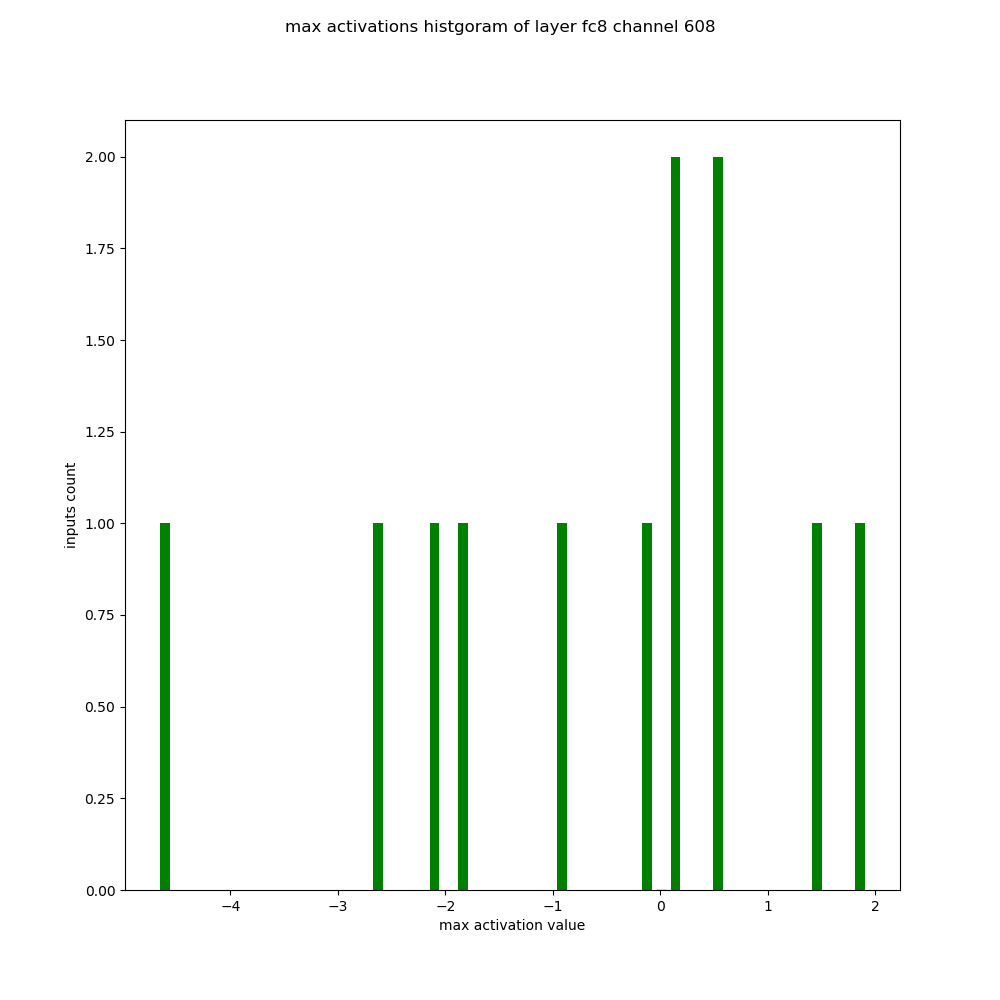 max activations histgoram of layer fc8 channel 608
2.00
1.75
1.50
1.25
1.00
0.75
0.50
0.25
0.00
inputs count
−4 −3 −2 −1 0 1 2
max activation value